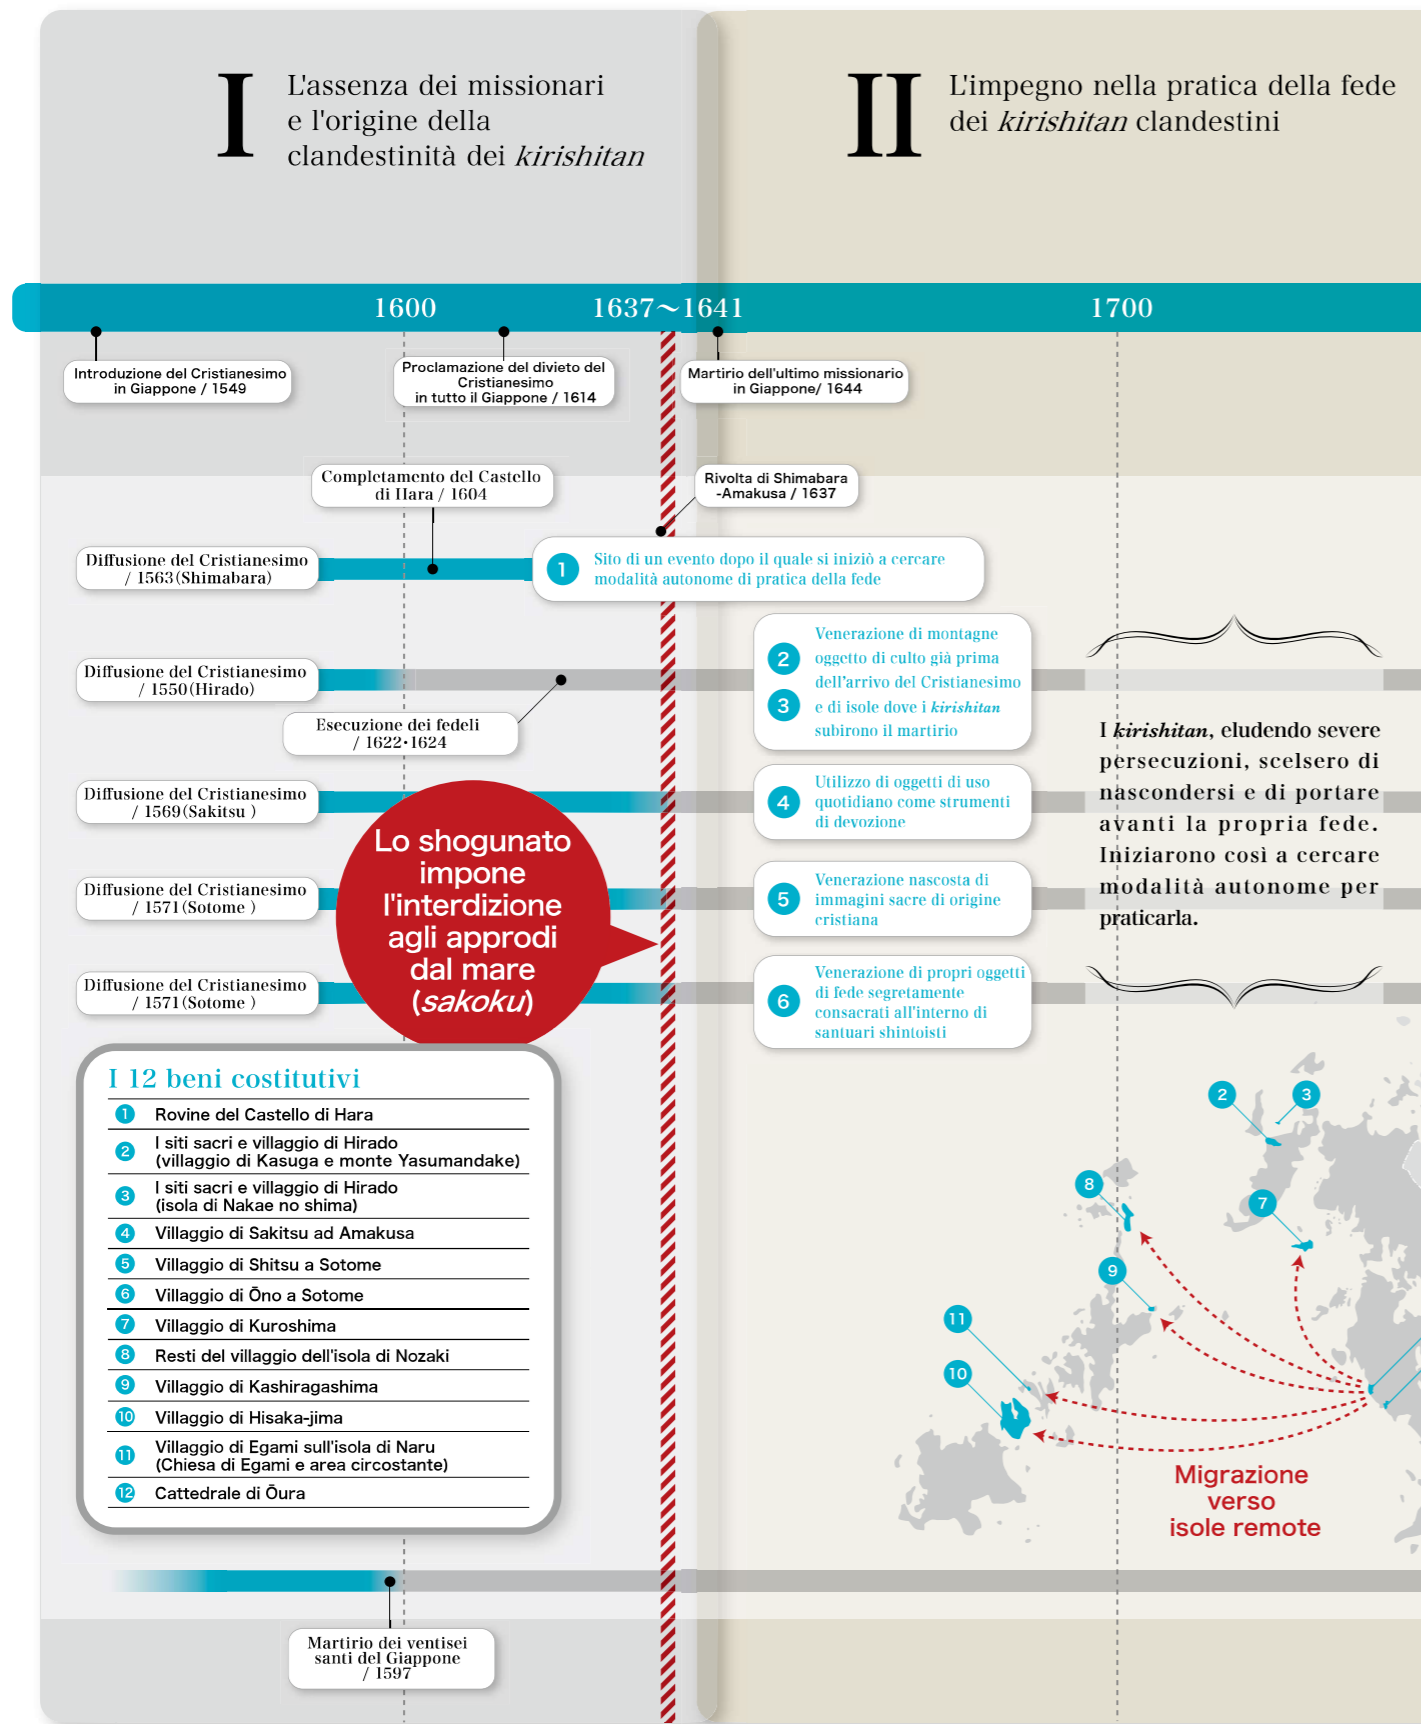 I
L'assenza dei missionari
e l'origine della
clandestinità dei kirishitan
II
L'impegno nella pratica della fede
dei kirishitan clandestini
1600
1637～1641
1700
Introduzione del Cristianesimo
in Giappone / 1549
Proclamazione del divieto del
Cristianesimo
in tutto il Giappone / 1614
Martirio dell'ultimo missionario
in Giappone/ 1644
Completamento del Castello
di Hara / 1604
Rivolta di Shimabara
-Amakusa / 1637
Diffusione del Cristianesimo
/ 1563(Shimabara)
1
Sito di un evento dopo il quale si iniziò a cercare
modalità autonome di pratica della fede
Diffusione del Cristianesimo
/ 1550(Hirado)
Esecuzione dei fedeli
/ 1622・1624
2
3
Venerazione di montagne
oggetto di culto già prima
dell'arrivo del Cristianesimo
e di isole dove i kirishitan
subirono il martirio
Diffusione del Cristianesimo
/ 1569(Sakitsu )
4
Utilizzo di oggetti di uso
quotidiano come strumenti
di devozione
Diffusione del Cristianesimo
/ 1571(Sotome )
5
Venerazione nascosta di
immagini sacre di origine
cristiana
Diffusione del Cristianesimo
/ 1571(Sotome )
6
Venerazione di propri oggetti
di fede segretamente
consacrati all'interno di
santuari shintoisti
Lo shogunato
impone
l'interdizione
agli approdi
dal mare
(sakoku)
I kirishitan, eludendo severe
persecuzioni, scelsero di
nascondersi e di portare
avanti la propria fede.
Iniziarono così a cercare
modalità autonome per
praticarla.
I 12 beni costitutivi
1 Rovine del Castello di Hara
2 I siti sacri e villaggio di Hirado
(villaggio di Kasuga e monte Yasumandake)
3 I siti sacri e villaggio di Hirado
(isola di Nakae no shima)
4 Villaggio di Sakitsu ad Amakusa
5 Villaggio di Shitsu a Sotome
6 Villaggio di Ōno a Sotome
7 Villaggio di Kuroshima
8 Resti del villaggio dell'isola di Nozaki
9 Villaggio di Kashiragashima
10 Villaggio di Hisaka-jima
11 Villaggio di Egami sull'isola di Naru
(Chiesa di Egami e area circostante)
12 Cattedrale di Ōura
2
3
8
7
9
11
10
Migrazione
verso
isole remote
Martirio dei ventisei
santi del Giappone
/ 1597